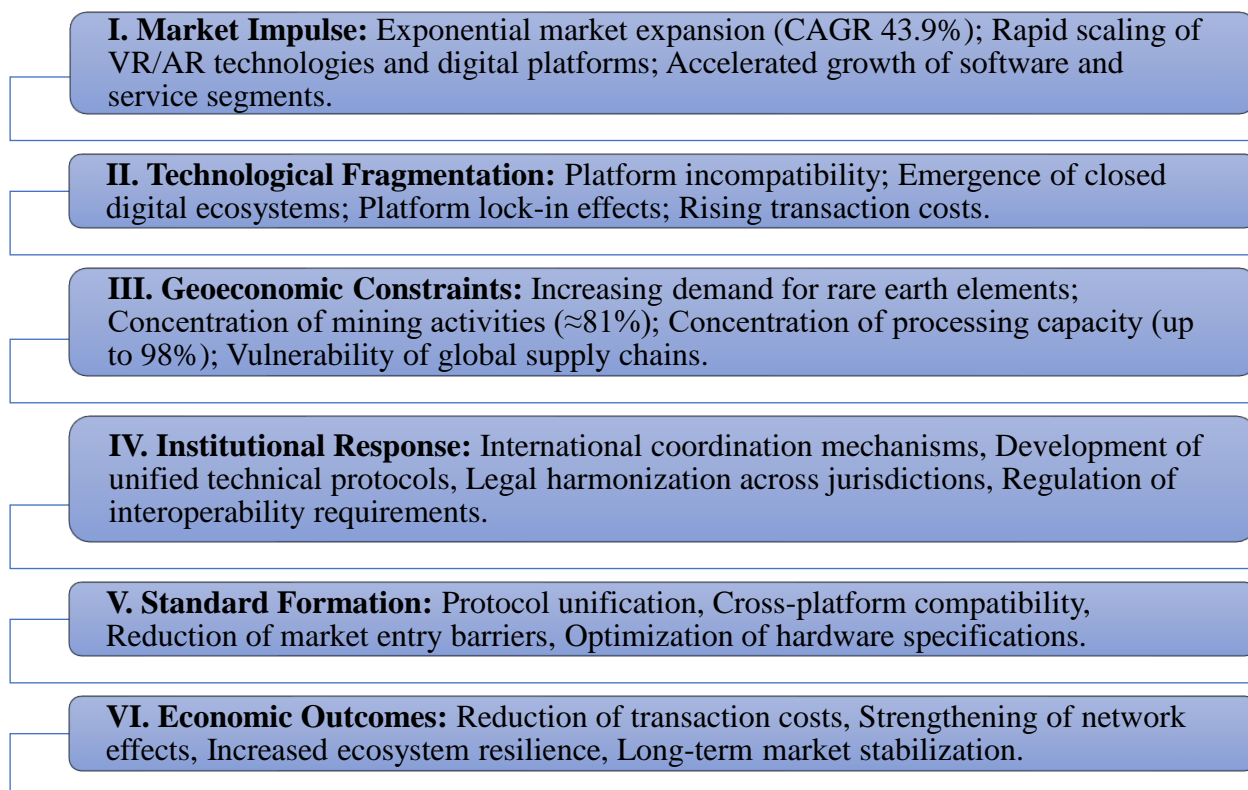 I. Market Impulse: Exponential market expansion (CAGR 43.9%); Rapid scaling of
VR/AR technologies and digital platforms; Accelerated growth of software and
service segments.
II. Technological Fragmentation: Platform incompatibility; Emergence of closed
digital ecosystems; Platform lock-in effects; Rising transaction costs.
III. Geoeconomic Constraints: Increasing demand for rare earth elements;
Concentration of mining activities (≈81%); Concentration of processing capacity (up
to 98%); Vulnerability of global supply chains.
IV. Institutional Response: International coordination mechanisms, Development of
unified technical protocols, Legal harmonization across jurisdictions, Regulation of
interoperability requirements.
V. Standard Formation: Protocol unification, Cross-platform compatibility,
Reduction of market entry barriers, Optimization of hardware specifications.
VI. Economic Outcomes: Reduction of transaction costs, Strengthening of network
effects, Increased ecosystem resilience, Long-term market stabilization.